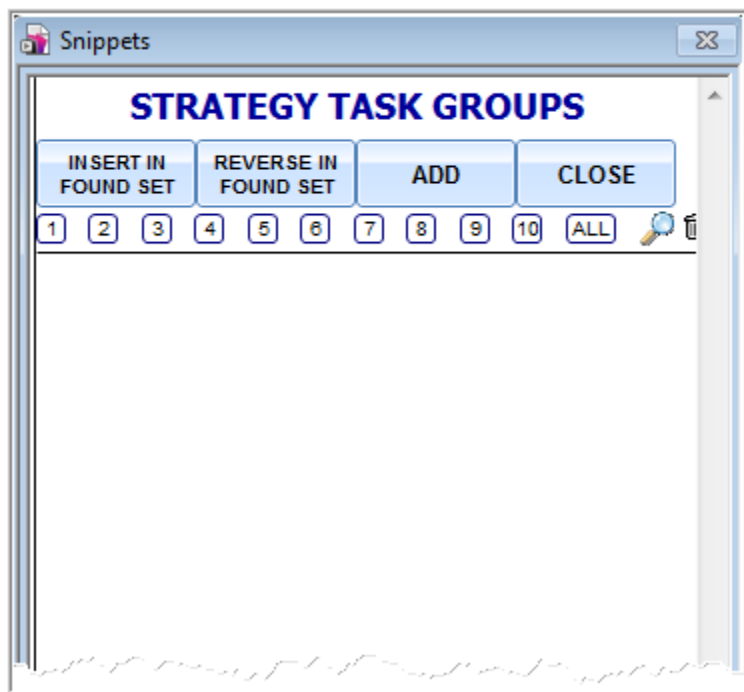 Snippets
STRATEGY TASK GROUPS
INSERT IN
FOUND SET
REVERSE IN
FOUND SET
ADD
CLOSE
1 2 3 4 5 6 7 8 9 10 ALL